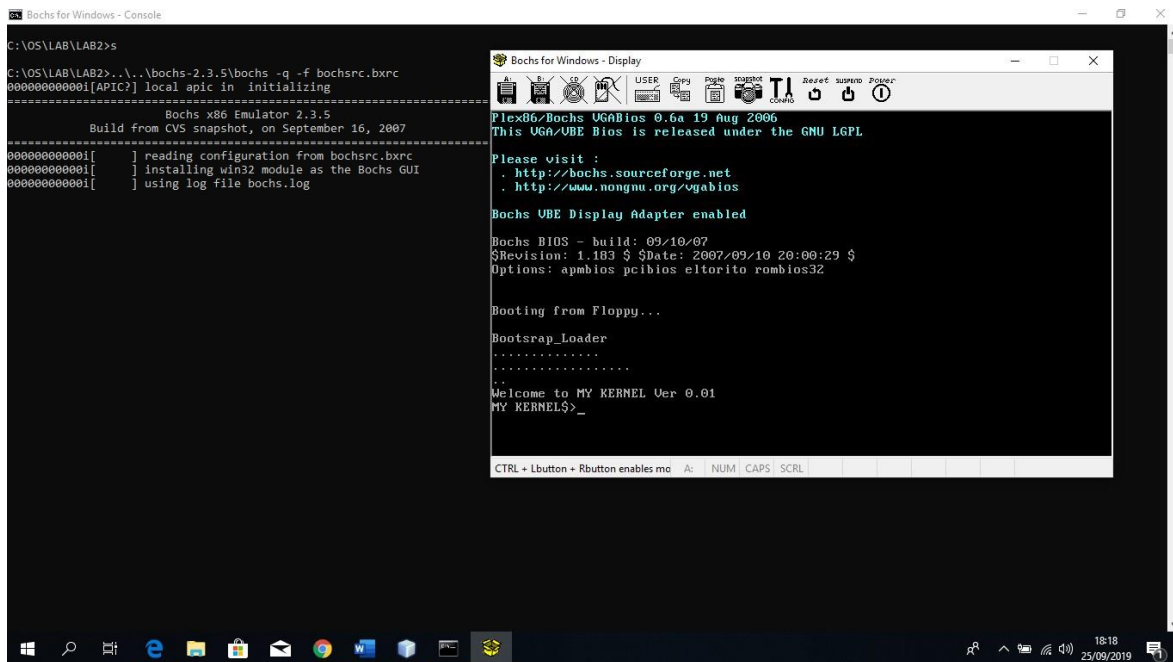 Bochs for Windows - Console
C:\OS\LAB\LAB2>s
C:\OS\LAB\LAB2>..\..\bochs-2.3.5\bochs -q -f bochsrc.bxrc
00000000000i[APIC?] local apic in  initializing
========================================================================
Bochs x86 Emulator 2.3.5
Build from CVS snapshot, on September 16, 2007
========================================================================
00000000000i[     ] reading configuration from bochsrc.bxrc
00000000000i[     ] installing win32 module as the Bochs GUI
00000000000i[     ] using log file bochs.log
Bochs for Windows - Display
A: B: CD USER Copy Paste snapshot CONFIG Reset SUSPEND Power
Plex86/Bochs VGABios 0.6a 19 Aug 2006
This VGA/VBE Bios is released under the GNU LGPL
Please visit :
. http://bochs.sourceforge.net
. http://www.nongnu.org/vgabios
Bochs VBE Display Adapter enabled
Bochs BIOS - build: 09/10/07
$Revision: 1.183 $ $Date: 2007/09/10 20:00:29 $
Options: apmbios pcibios eltorito rombios32
Booting from Floppy...
Bootsrap_Loader
..............
..................
..
Welcome to MY KERNEL Ver 0.01
MY KERNEL$>_
CTRL + Lbutton + Rbutton enables mo A: NUM CAPS SCRL
18:18
25/09/2019